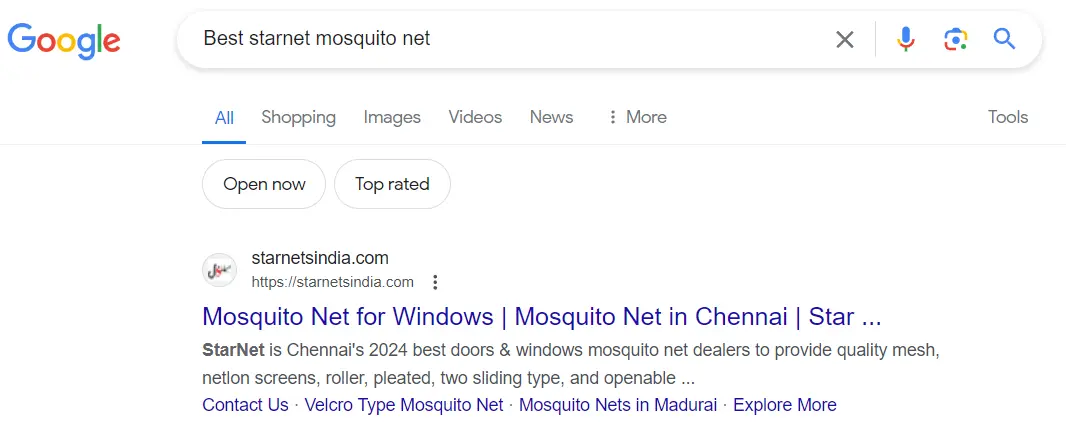 Google
Best starnet mosquito net
All Shopping Images Videos News More Tools
Open now Top rated
starnetsindia.com
https://starnetsindia.com
Mosquito Net for Windows | Mosquito Net in Chennai | Star ...
StarNet is Chennai's 2024 best doors & windows mosquito net dealers to provide quality mesh,
netlon screens, roller, pleated, two sliding type, and openable ...
Contact Us · Velcro Type Mosquito Net · Mosquito Nets in Madurai · Explore More